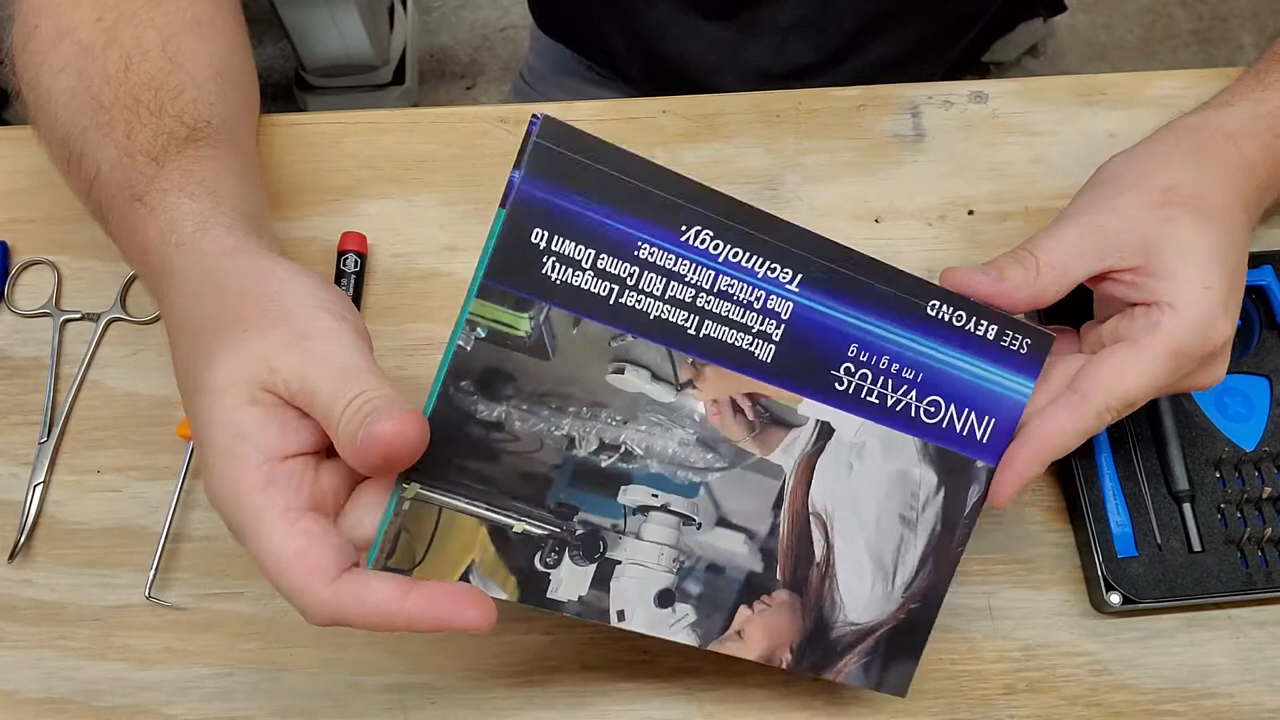 Ultrasound Transducer Longevity,
Performance and ROI Come Down to
One Critical Difference:
Technology.
INNOVATUS
imaging
SEE BEYOND